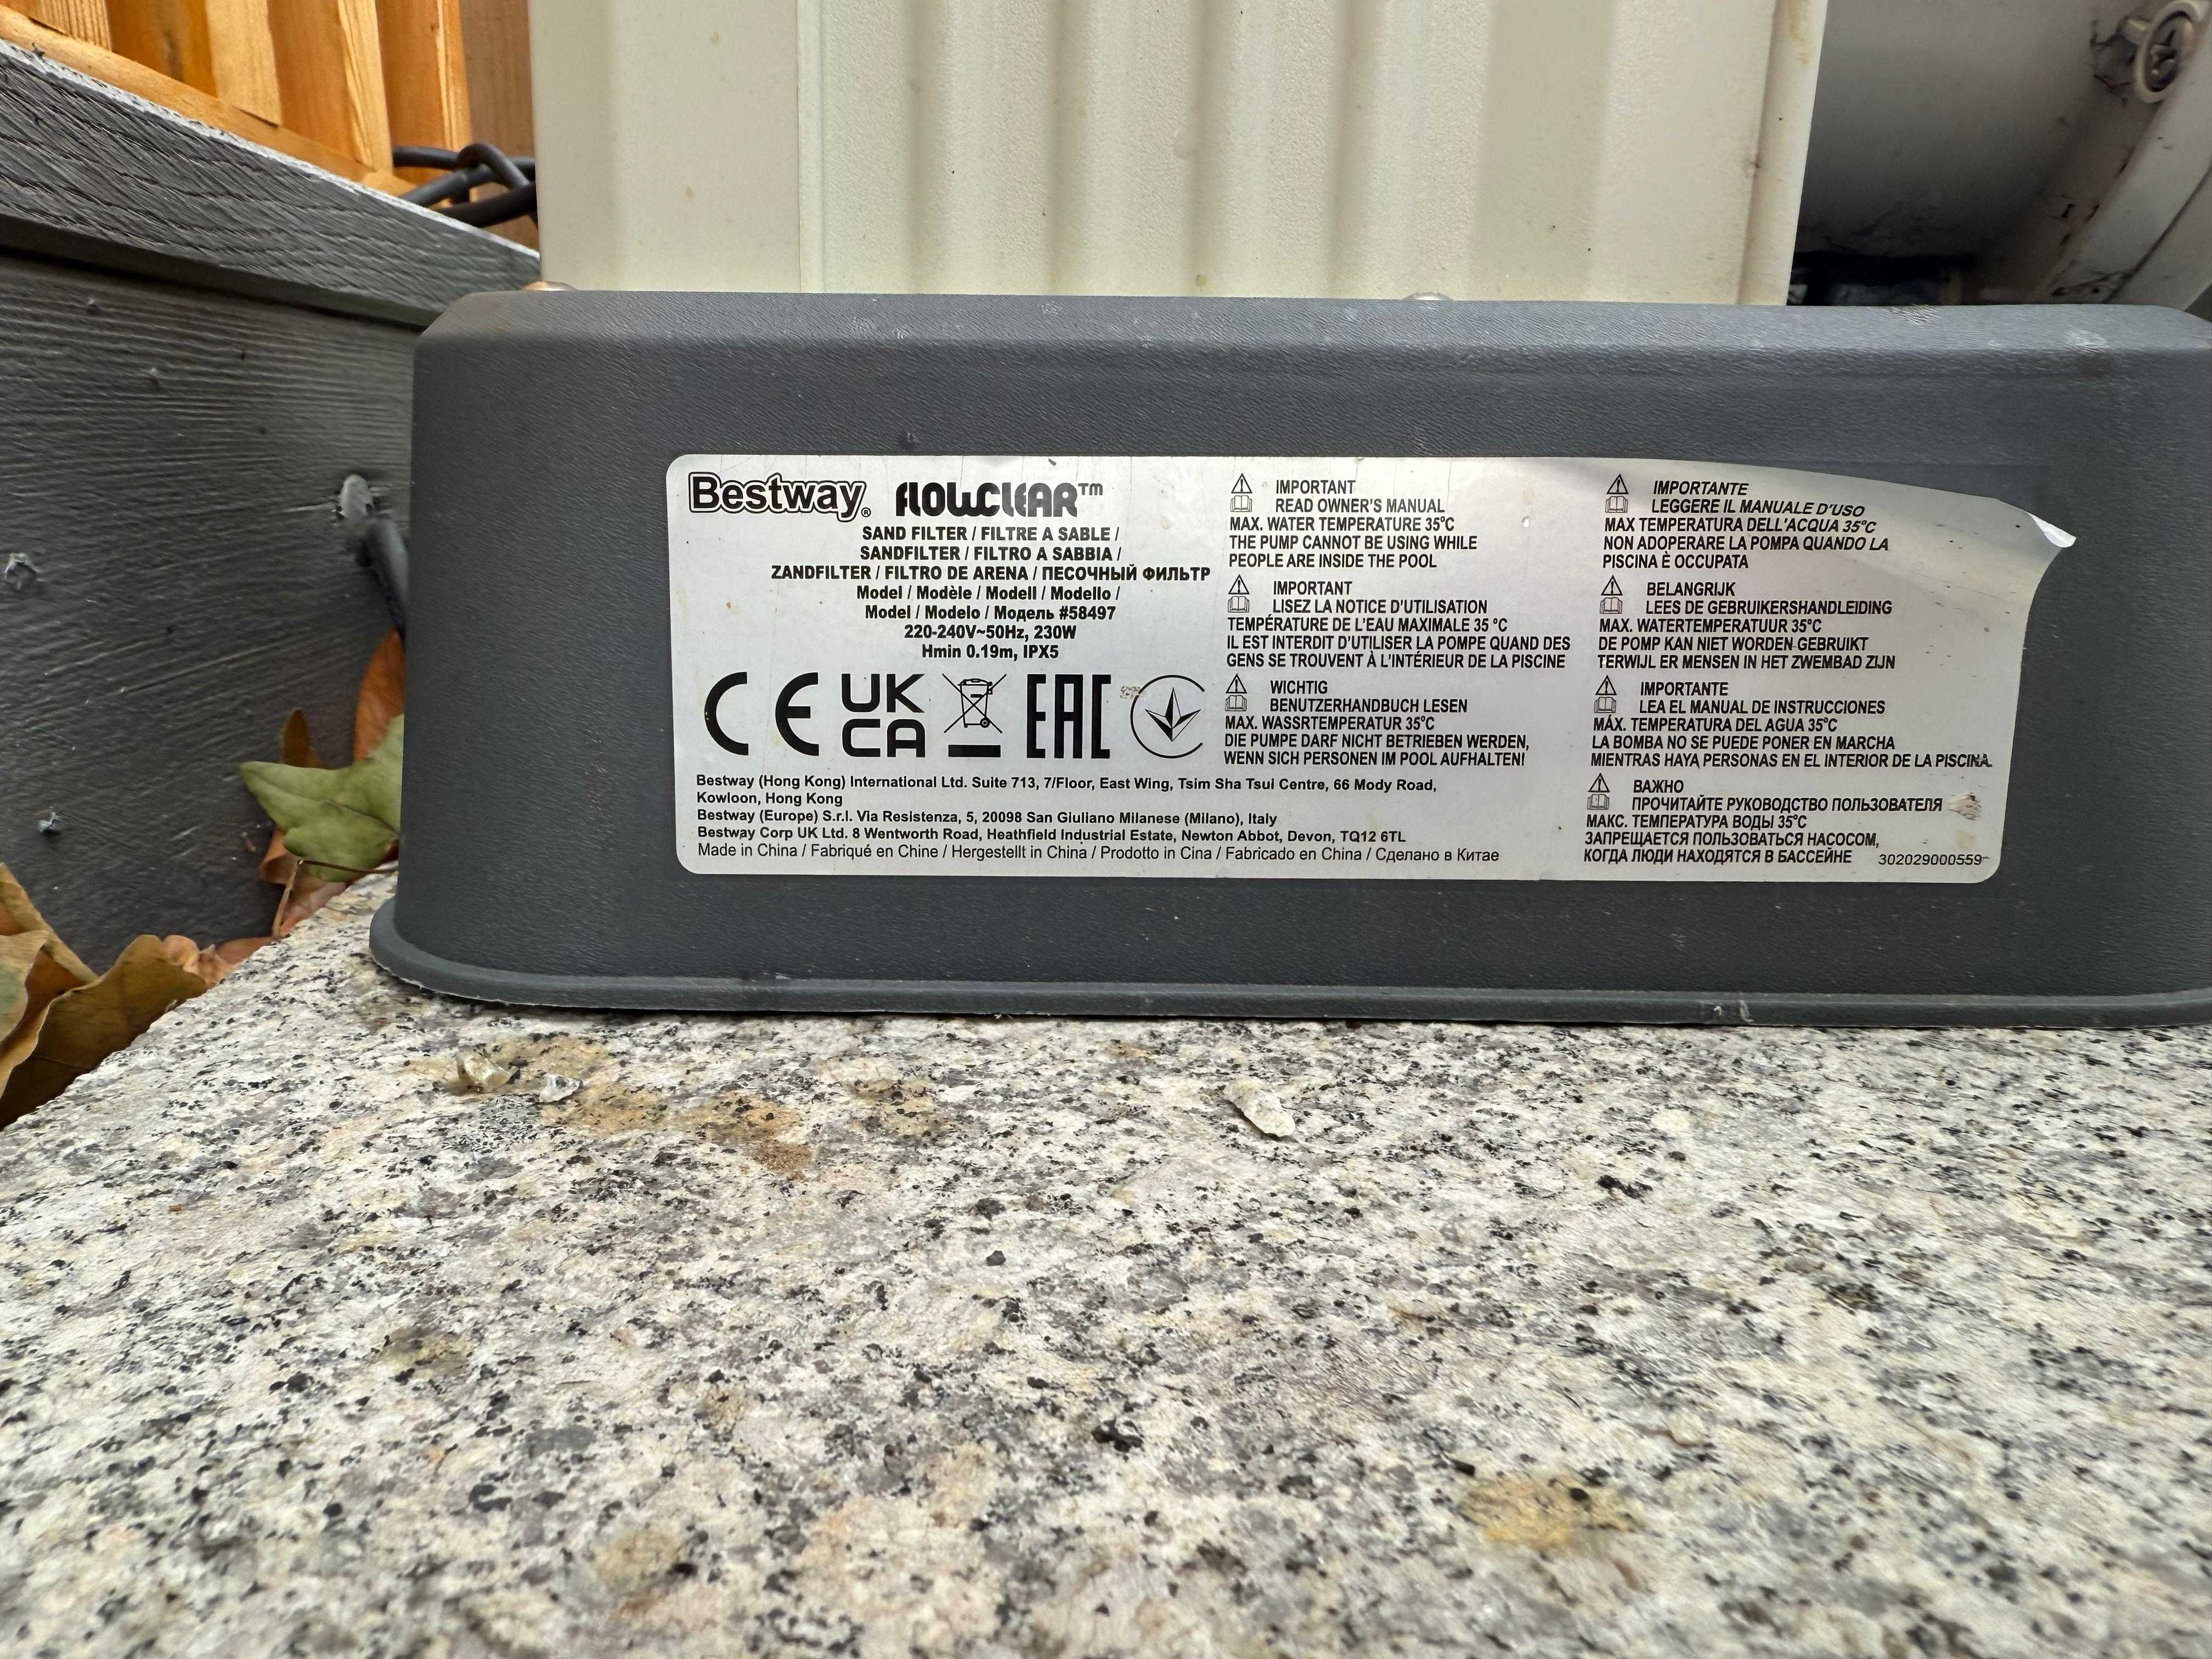 Bestway® FLOWCLEAR™
SAND FILTER / FILTRE A SABLE /
SANDFILTER / FILTRO A SABBIA /
ZANDFILTER / FILTRO DE ARENA / ПЕСОЧНЫЙ ФИЛЬТР
Model / Modèle / Modell / Modello /
Model / Modelo / Модель #58497
220-240V~50Hz, 230W
Hmin 0.19m, IPX5
CE UK CA EAC
Bestway (Hong Kong) International Ltd. Suite 713, 7/Floor, East Wing, Tsim Sha Tsui Centre, 66 Mody Road,
Kowloon, Hong Kong
Bestway (Europe) S.r.l. Via Resistenza, 5, 20098 San Giuliano Milanese (Milano), Italy
Bestway Corp UK Ltd. 8 Wentworth Road, Heathfield Industrial Estate, Newton Abbot, Devon, TQ12 6TL
Made in China / Fabriqué en Chine / Hergestellt in China / Prodotto in Cina / Fabricado en China / Сделано в Китае
IMPORTANT
READ OWNER'S MANUAL
MAX. WATER TEMPERATURE 35°C
THE PUMP CANNOT BE USING WHILE
PEOPLE ARE INSIDE THE POOL
IMPORTANT
LISEZ LA NOTICE D'UTILISATION
TEMPÉRATURE DE L'EAU MAXIMALE 35 °C
IL EST INTERDIT D'UTILISER LA POMPE QUAND DES
GENS SE TROUVENT À L'INTÉRIEUR DE LA PISCINE
WICHTIG
BENUTZERHANDBUCH LESEN
MAX. WASSRTEMPERATUR 35°C
DIE PUMPE DARF NICHT BETRIEBEN WERDEN,
WENN SICH PERSONEN IM POOL AUFHALTEN!
IMPORTANTE
LEGGERE IL MANUALE D'USO
MAX TEMPERATURA DELL'ACQUA 35°C
NON ADOPERARE LA POMPA QUANDO LA
PISCINA È OCCUPATA
BELANGRIJK
LEES DE GEBRUIKERSHANDLEIDING
MAX. WATERTEMPERATUUR 35°C
DE POMP KAN NIET WORDEN GEBRUIKT
TERWIJL ER MENSEN IN HET ZWEMBAD ZIJN
IMPORTANTE
LEA EL MANUAL DE INSTRUCCIONES
MÁX. TEMPERATURA DEL AGUA 35°C
LA BOMBA NO SE PUEDE PONER EN MARCHA
MIENTRAS HAYA PERSONAS EN EL INTERIOR DE LA PISCINA.
ВАЖНО
ПРОЧИТАЙТЕ РУКОВОДСТВО ПОЛЬЗОВАТЕЛЯ
МАКС. ТЕМПЕРАТУРА ВОДЫ 35°C
ЗАПРЕЩАЕТСЯ ПОЛЬЗОВАТЬСЯ НАСОСОМ,
КОГДА ЛЮДИ НАХОДЯТСЯ В БАССЕЙНЕ
302029000559